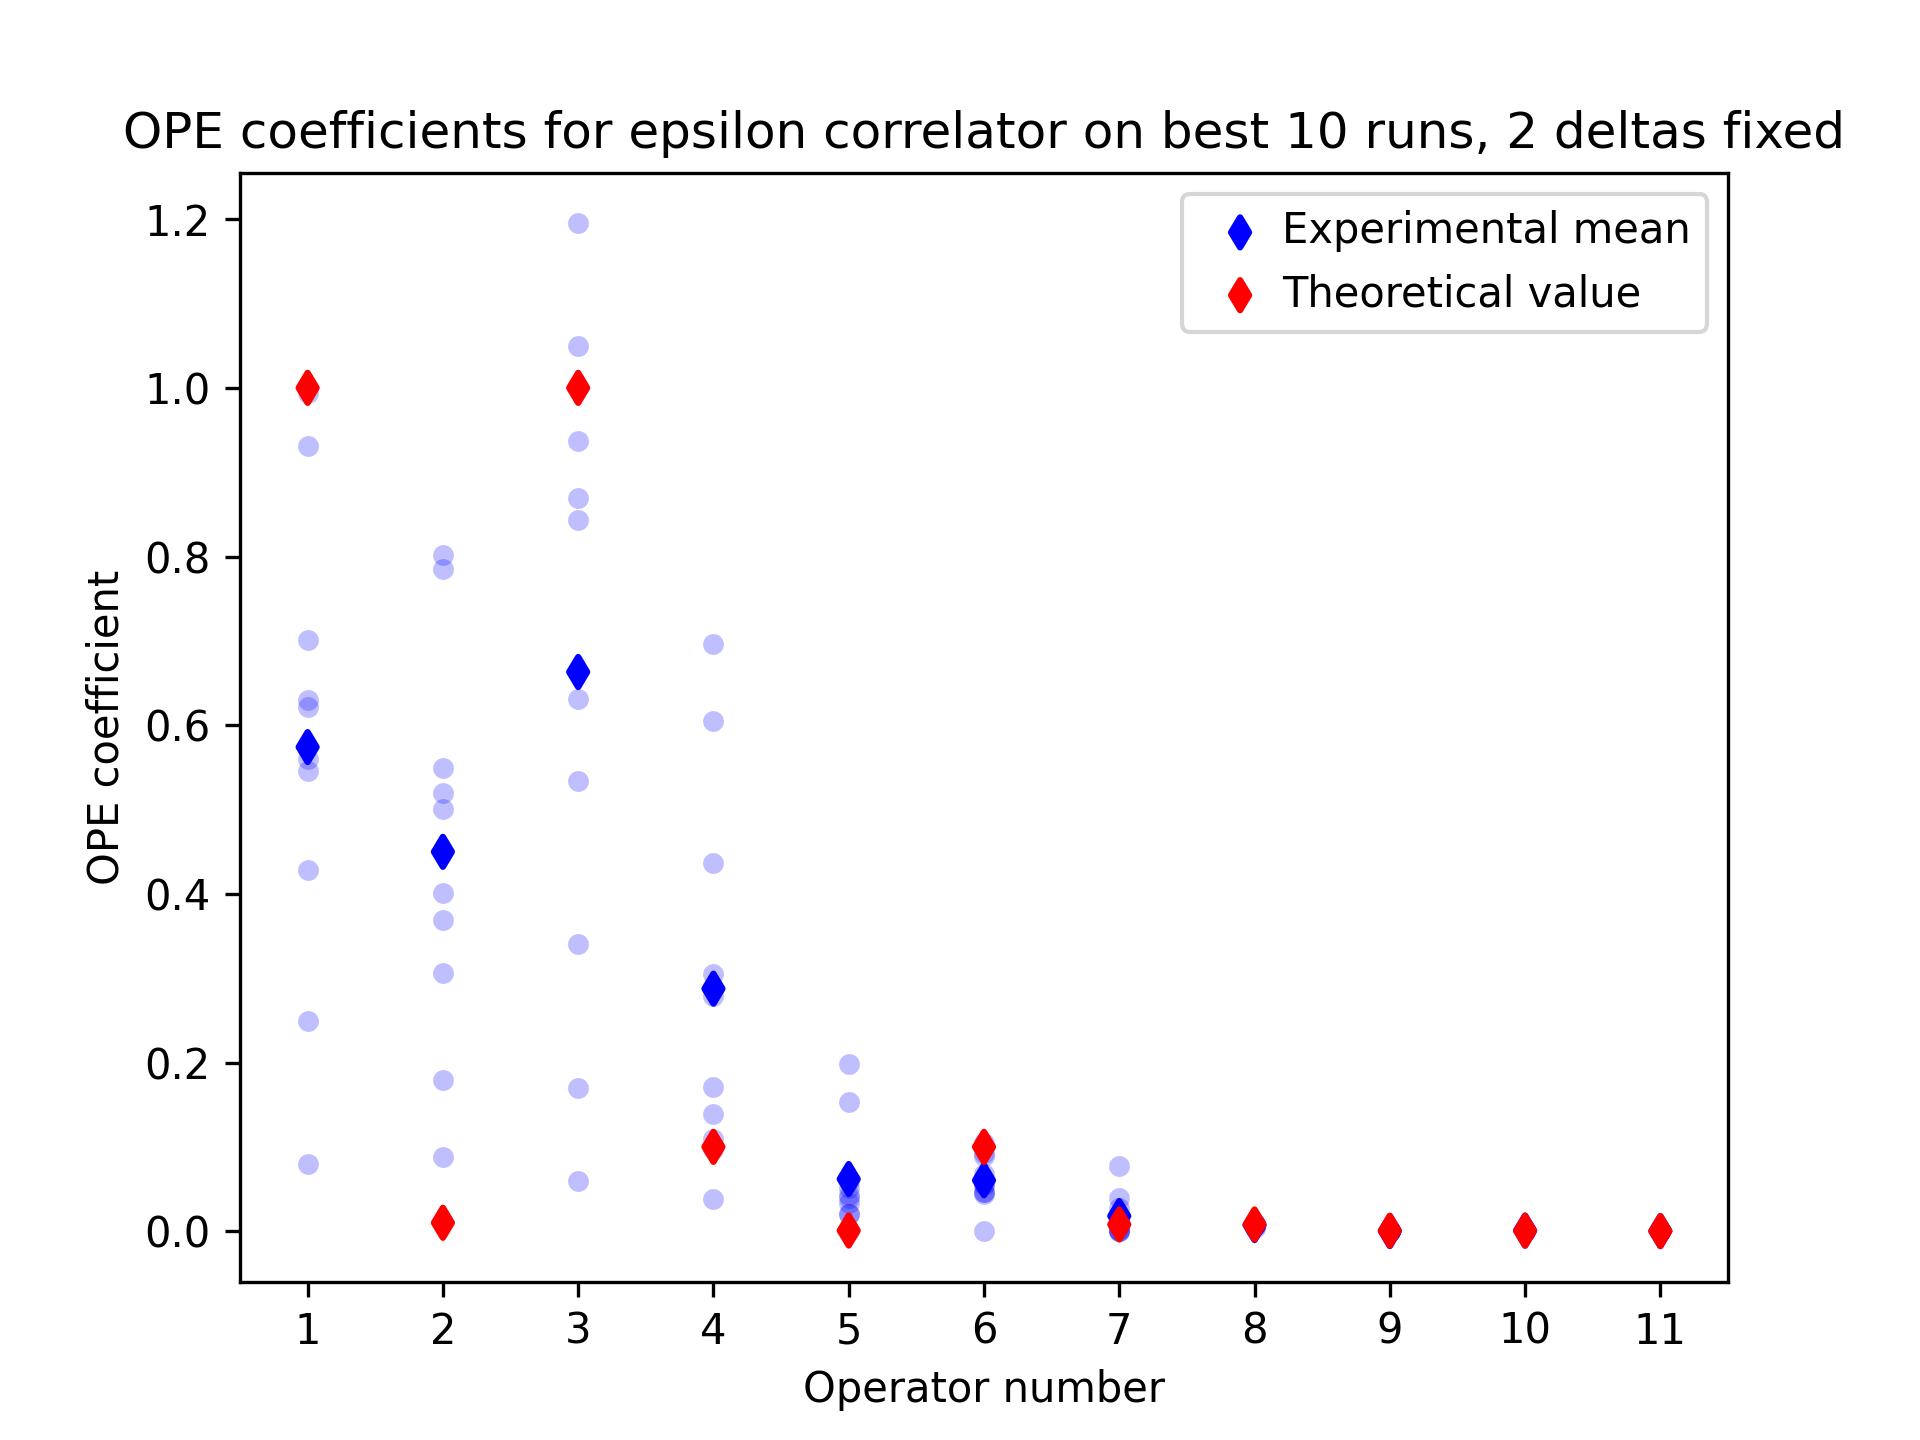 OPE coefficients for epsilon correlator on best 10 runs, 2 deltas fixed
Experimental mean
Theoretical value
OPE coefficient
1.2
1.0
0.8
0.6
0.4
0.2
0.0
1 2 3 4 5 6 7 8 9 10 11
Operator number